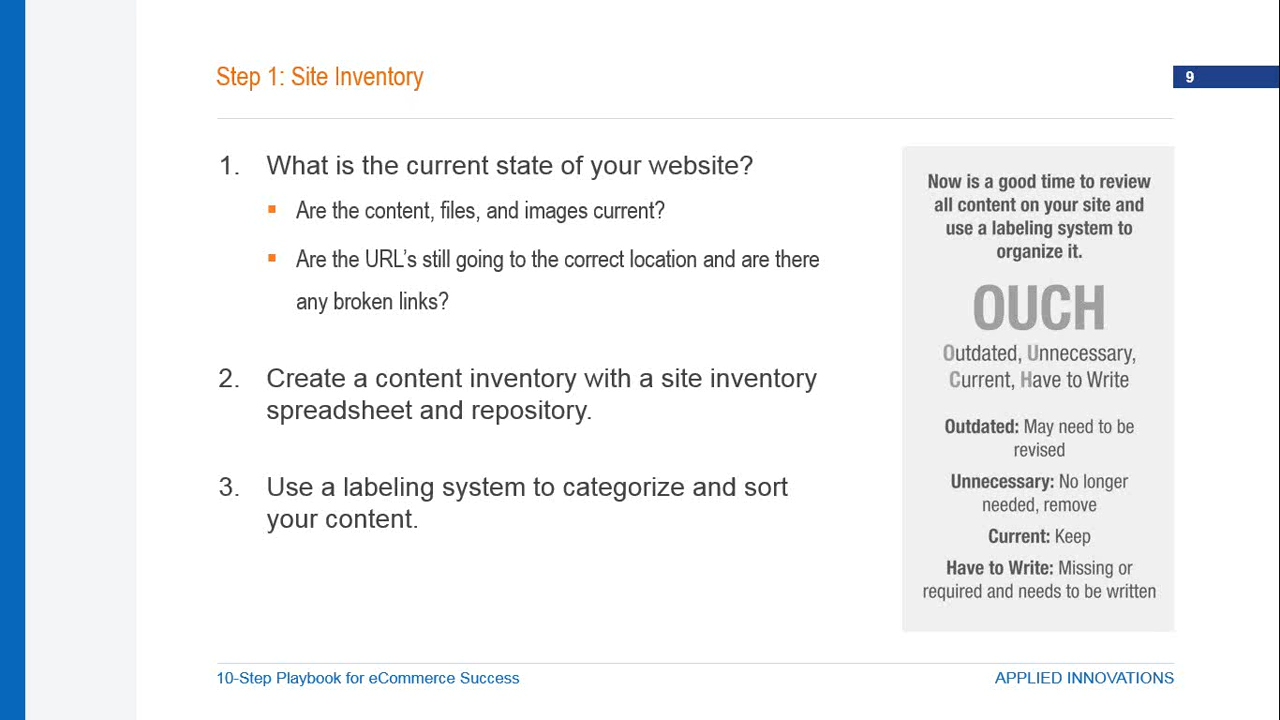 Step 1: Site Inventory
9
1. What is the current state of your website?
▪ Are the content, files, and images current?
▪ Are the URL's still going to the correct location and are there
any broken links?
2. Create a content inventory with a site inventory
spreadsheet and repository.
3. Use a labeling system to categorize and sort
your content.
Now is a good time to review
all content on your site and
use a labeling system to
organize it.
OUCH
Outdated, Unnecessary,
Current, Have to Write
Outdated: May need to be
revised
Unnecessary: No longer
needed, remove
Current: Keep
Have to Write: Missing or
required and needs to be written
10-Step Playbook for eCommerce Success
APPLIED INNOVATIONS